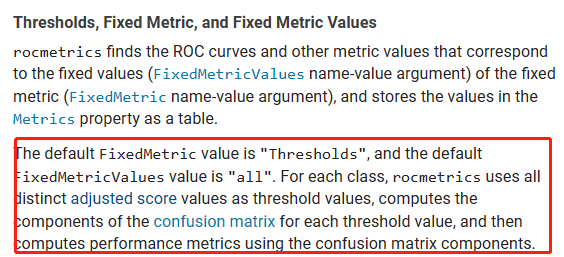 Thresholds, Fixed Metric, and Fixed Metric Values
rocmetrics finds the ROC curves and other metric values that correspond
to the fixed values (FixedMetricValues name-value argument) of the fixed
metric (FixedMetric name-value argument), and stores the values in the
Metrics property as a table.
The default FixedMetric value is "Thresholds", and the default
FixedMetricValues value is "all". For each class, rocmetrics uses all
distinct adjusted score values as threshold values, computes the
components of the confusion matrix for each threshold value, and then
computes performance metrics using the confusion matrix components.